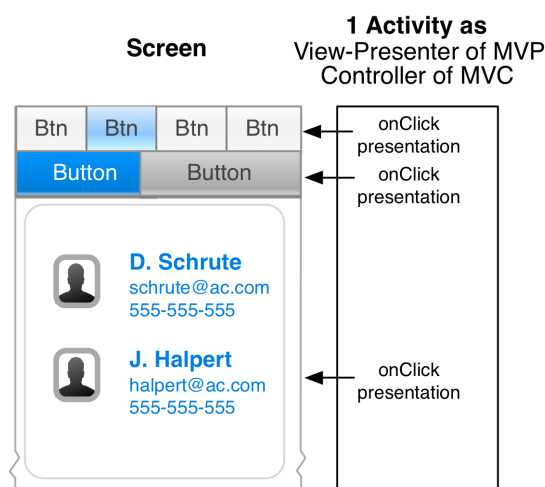 Screen
1 Activity as
View-Presenter of MVP
Controller of MVC
Btn Btn Btn Btn
onClick
presentation
Button Button
onClick
presentation
D. Schrute
schrute@ac.com
555-555-555
J. Halpert
halpert@ac.com
555-555-555
onClick
presentation